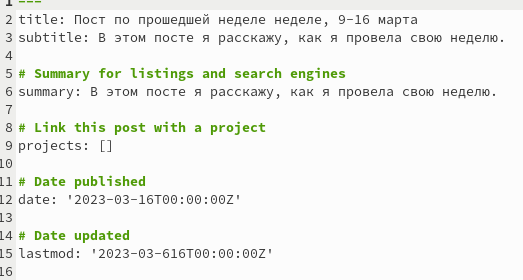 1 ---
2 title: Пост по прошедшей неделе неделе, 9-16 марта
3 subtitle: В этом посте я расскажу, как я провела свою неделю.
4
5 # Summary for listings and search engines
6 summary: В этом посте я расскажу, как я провела свою неделю.
7
8 # Link this post with a project
9 projects: []
10
11 # Date published
12 date: '2023-03-16T00:00:00Z'
13
14 # Date updated
15 lastmod: '2023-03-616T00:00:00Z'
16